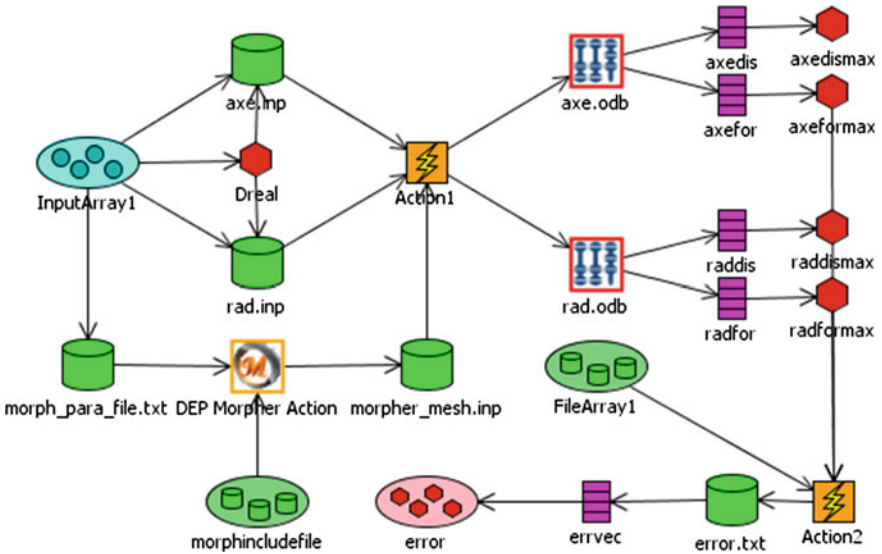 axedis
axedismax
axe.inp
axe.odb
axefor
axeformax
InputArray1
Dreal
Action1
raddis
raddismax
rad.inp
rad.odb
radfor
radformax
morph_para_file.txt
M
DEP Morpher Action
morpher_mesh.inp
FileArray1
morphincludefile
error
errvec
error.txt
Action2